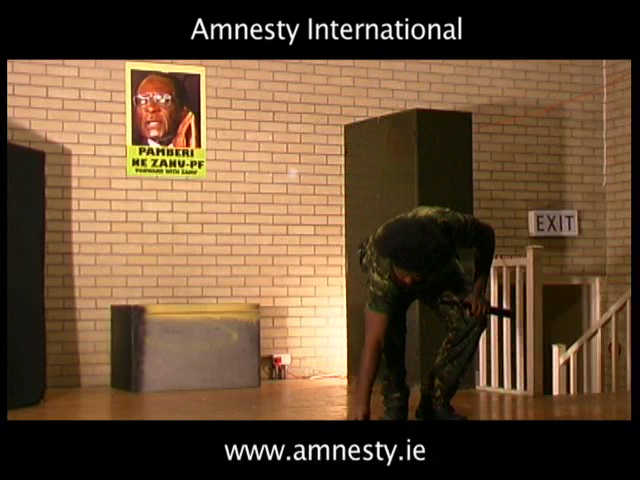 Amnesty International
PAMBERI
NE ZANU-PF
FORWARD WITH ZANU
EXIT
www.amnesty.ie